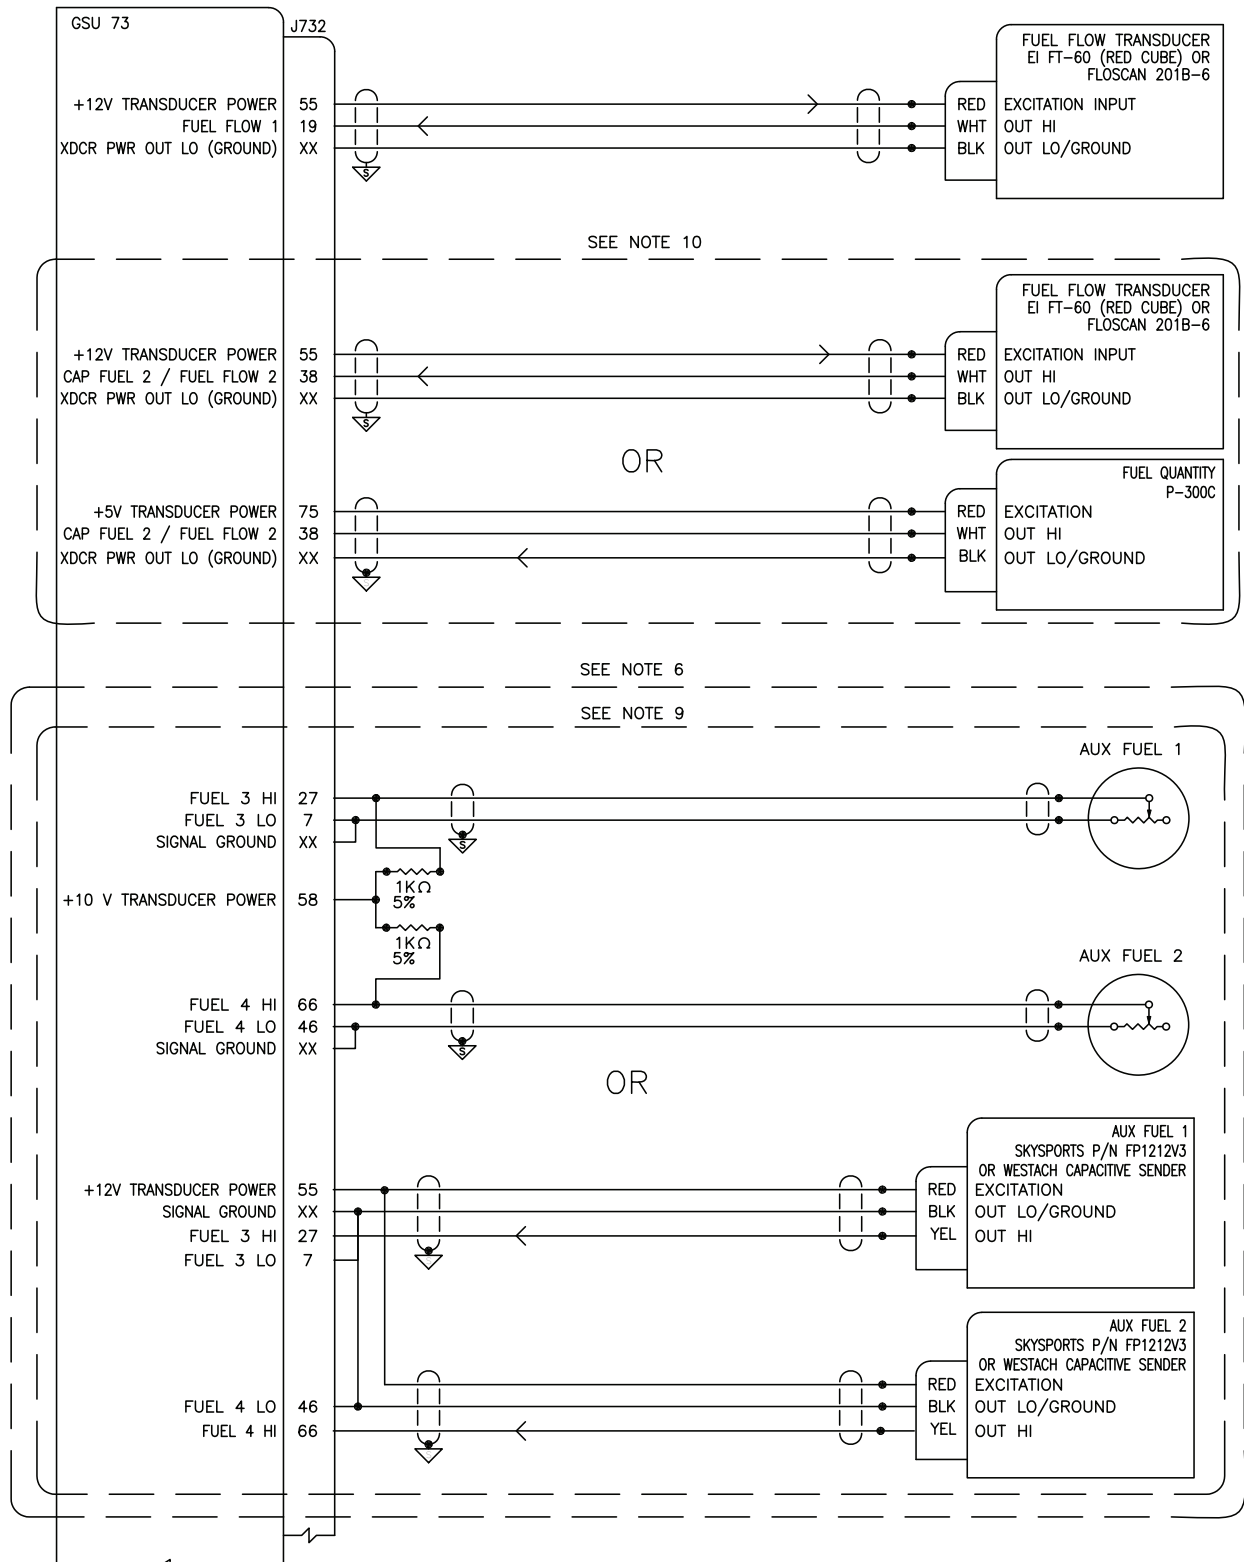 GSU 73
J732
FUEL FLOW TRANSDUCER
EI FT-60 (RED CUBE) OR
FLOSCAN 201B-6
+12V TRANSDUCER POWER 55 RED EXCITATION INPUT
FUEL FLOW 1 19 WHT OUT HI
XDCR PWR OUT LO (GROUND) XX BLK OUT LO/GROUND
S
SEE NOTE 10
FUEL FLOW TRANSDUCER
EI FT-60 (RED CUBE) OR
FLOSCAN 201B-6
+12V TRANSDUCER POWER 55 RED EXCITATION INPUT
CAP FUEL 2 / FUEL FLOW 2 38 WHT OUT HI
XDCR PWR OUT LO (GROUND) XX BLK OUT LO/GROUND
S
OR
FUEL QUANTITY
P-300C
+5V TRANSDUCER POWER 75 RED EXCITATION
CAP FUEL 2 / FUEL FLOW 2 38 WHT OUT HI
XDCR PWR OUT LO (GROUND) XX BLK OUT LO/GROUND
SEE NOTE 6
SEE NOTE 9
AUX FUEL 1
FUEL 3 HI 27
FUEL 3 LO 7
SIGNAL GROUND XX
S
1KΩ
5%
+10 V TRANSDUCER POWER 58
1KΩ
5%
AUX FUEL 2
FUEL 4 HI 66
FUEL 4 LO 46
SIGNAL GROUND XX
S
OR
AUX FUEL 1
SKYSPORTS P/N FP1212V3
OR WESTACH CAPACITIVE SENDER
+12V TRANSDUCER POWER 55 RED EXCITATION
SIGNAL GROUND XX BLK OUT LO/GROUND
FUEL 3 HI 27 YEL OUT HI
FUEL 3 LO 7
AUX FUEL 2
SKYSPORTS P/N FP1212V3
OR WESTACH CAPACITIVE SENDER
RED EXCITATION
FUEL 4 LO 46 BLK OUT LO/GROUND
FUEL 4 HI 66 YEL OUT HI